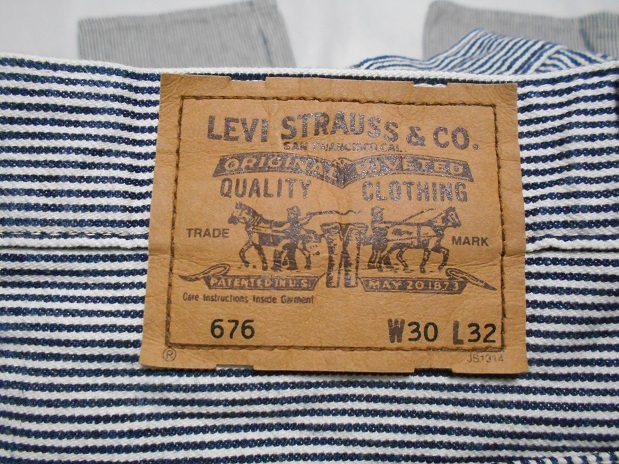 LEVI STRAUSS & CO.
SAN FRANCISCO, CAL.
ORIGINAL RIVETED
QUALITY CLOTHING
TRADE MARK
PATENTED IN U.S. MAY 20 1873
Care Instructions Inside Garment
676 W30 L32
® JS1314